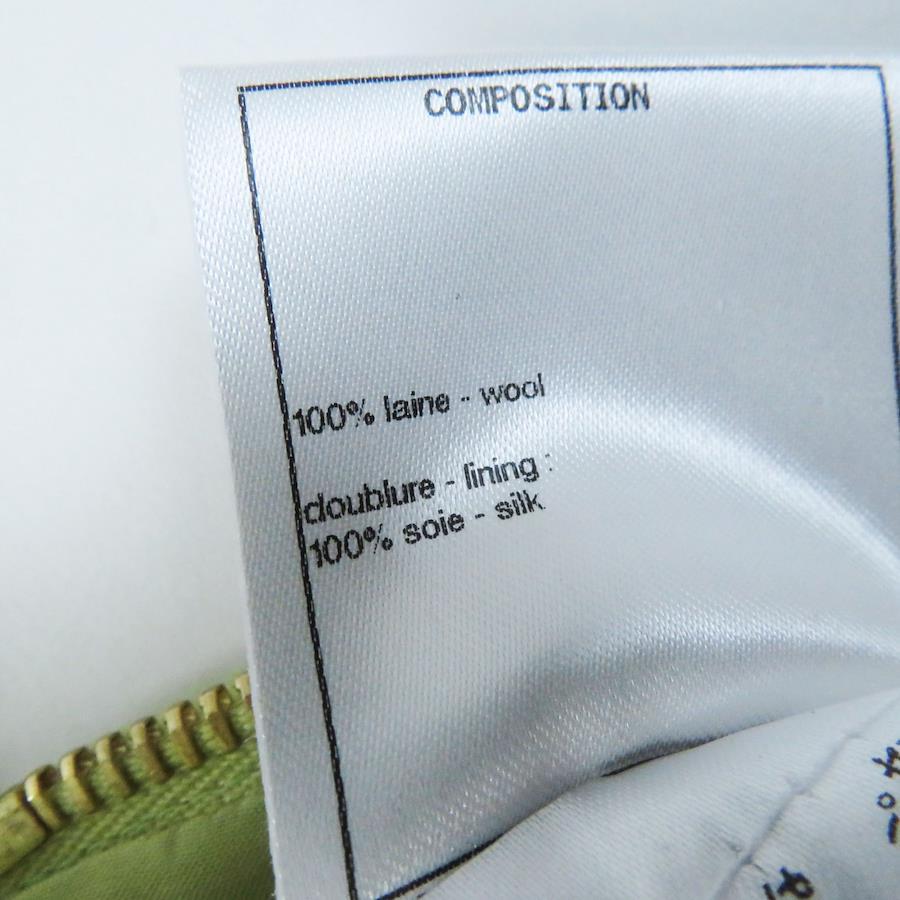 COMPOSITION
100% laine - wool
doublure - lining :
100% soie - silk